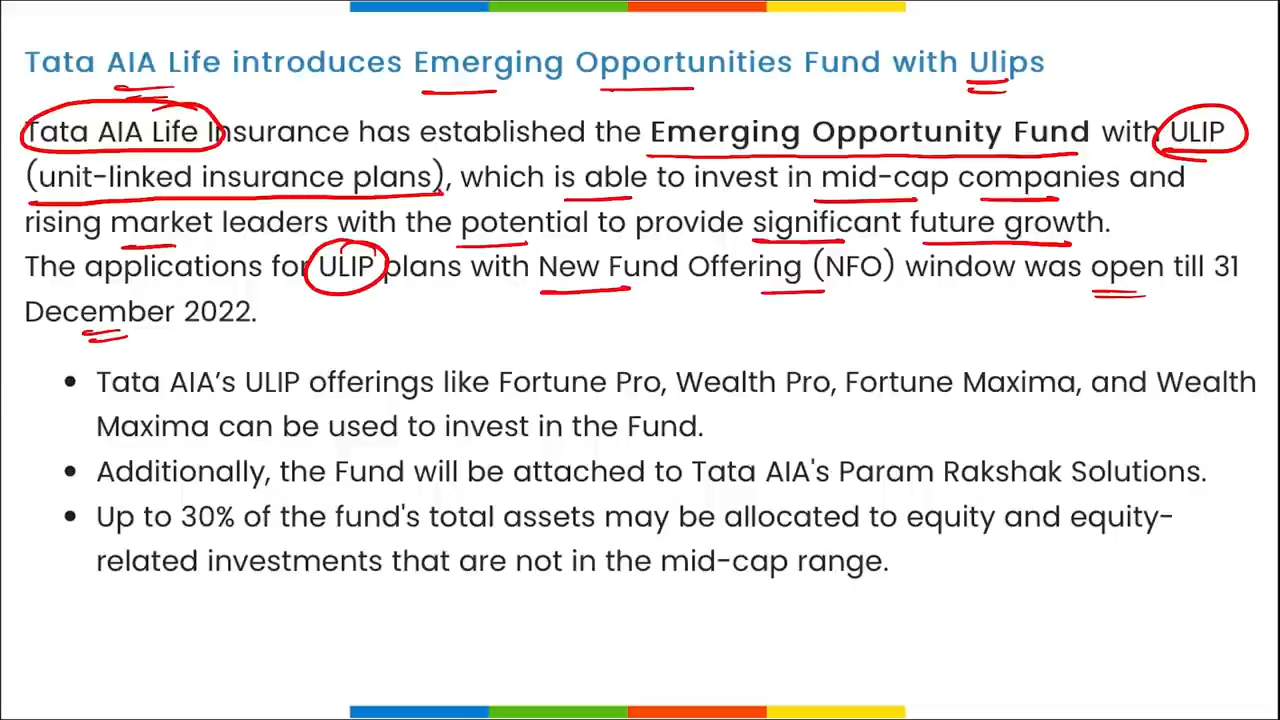 Tata AIA Life introduces Emerging Opportunities Fund with Ulips
Tata AIA Life Insurance has established the Emerging Opportunity Fund with ULIP
(unit-linked insurance plans), which is able to invest in mid-cap companies and
rising market leaders with the potential to provide significant future growth.
The applications for ULIP plans with New Fund Offering (NFO) window was open till 31
December 2022.
• Tata AIA’s ULIP offerings like Fortune Pro, Wealth Pro, Fortune Maxima, and Wealth
Maxima can be used to invest in the Fund.
• Additionally, the Fund will be attached to Tata AIA's Param Rakshak Solutions.
• Up to 30% of the fund's total assets may be allocated to equity and equity-
related investments that are not in the mid-cap range.